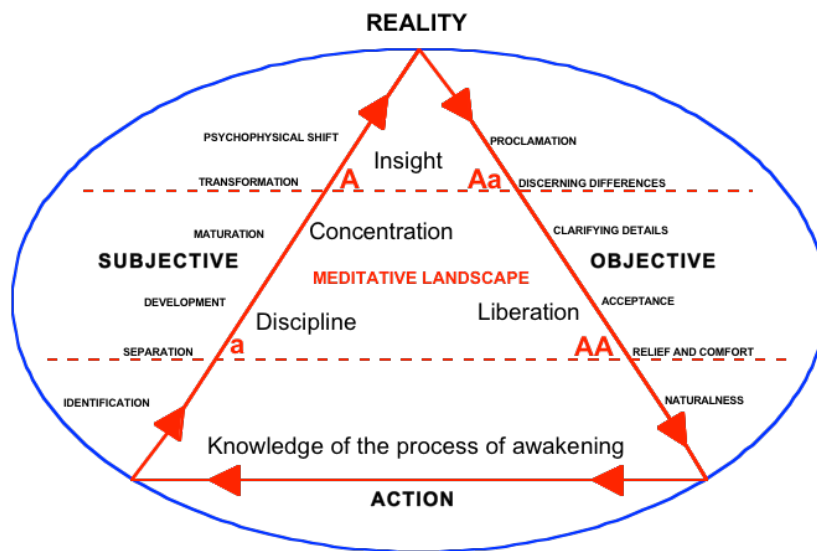 REALITY
PSYCHOPHYSICAL SHIFT
PROCLAMATION
Insight
TRANSFORMATION
A
Aa
DISCERNING DIFFERENCES
MATURATION
Concentration
CLARIFYING DETAILS
SUBJECTIVE
OBJECTIVE
MEDITATIVE LANDSCAPE
DEVELOPMENT
ACCEPTANCE
Discipline
Liberation
SEPARATION
a
AA
RELIEF AND COMFORT
IDENTIFICATION
NATURALNESS
Knowledge of the process of awakening
ACTION